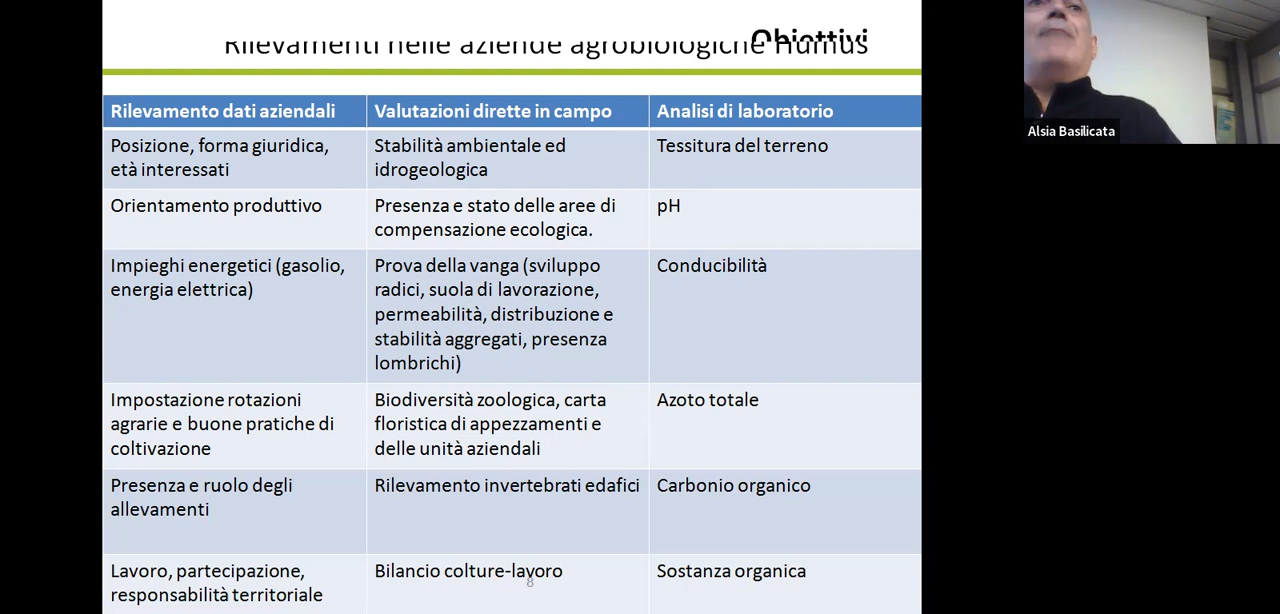 Obiettivi
Rilevamenti nelle aziende agrobiologiche Humus
Rilevamento dati aziendali
Valutazioni dirette in campo
Analisi di laboratorio
Posizione, forma giuridica,
età interessati
Stabilità ambientale ed
idrogeologica
Tessitura del terreno
Orientamento produttivo
Presenza e stato delle aree di
compensazione ecologica.
pH
Impieghi energetici (gasolio,
energia elettrica)
Prova della vanga (sviluppo
radici, suola di lavorazione,
permeabilità, distribuzione e
stabilità aggregati, presenza
lombrichi)
Conducibilità
Impostazione rotazioni
agrarie e buone pratiche di
coltivazione
Biodiversità zoologica, carta
floristica di appezzamenti e
delle unità aziendali
Azoto totale
Presenza e ruolo degli
allevamenti
Rilevamento invertebrati edafici
Carbonio organico
Lavoro, partecipazione,
responsabilità territoriale
Bilancio colture-lavoro
Sostanza organica
8
Alsia Basilicata